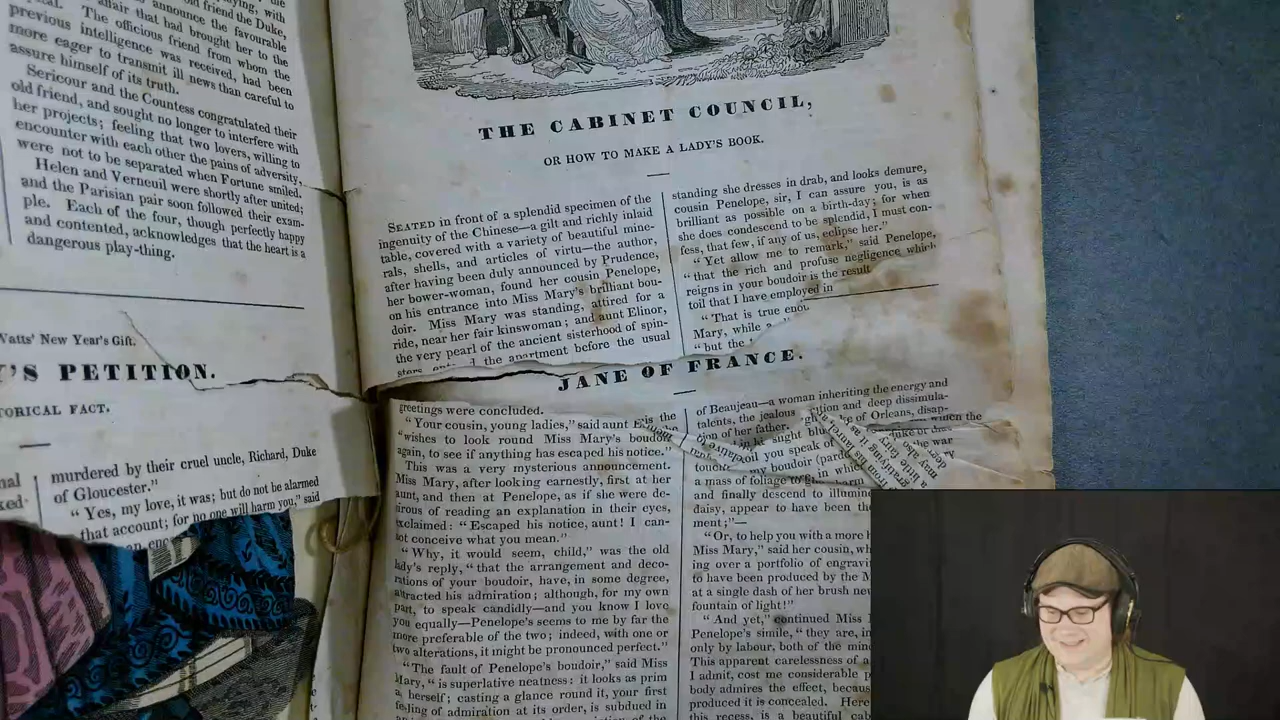 announce the favourable
old friend the Duke,
affair that had brought her to the
The officious friend from whom the
previous intelligence was received, had been
more eager to transmit ill news than careful to
assure himself of its truth.
Sericour and the Countess congratulated their
old friend, and sought no longer to interfere with
her projects; feeling that two lovers, willing to
encounter with each other the pains of adversity,
were not to be separated when Fortune smiled.
Helen and Verneuil were shortly after united;
and the Parisian pair soon followed their exam-
ple. Each of the four, though perfectly happy
and contented, acknowledges that the heart is a
dangerous play-thing.
Watts' New Year's Gift.
'S PETITION.
TORICAL FACT.
murdered by their cruel uncle, Richard, Duke
of Gloucester."
" Yes, my love, it was; but do not be alarmed
that account; for no one will harm you," said
THE CABINET COUNCIL,
OR HOW TO MAKE A LADY'S BOOK.
SEATED in front of a splendid specimen of the
ingenuity of the Chinese—a gilt and richly inlaid
table, covered with a variety of beautiful mine-
rals, shells, and articles of virtu—the author,
after having been duly announced by Prudence,
her bower-woman, found her cousin Penelope,
on his entrance into Miss Mary's brilliant bou-
doir. Miss Mary was standing, attired for a
ride, near her fair kinswoman; and aunt Elinor,
the very pearl of the ancient sisterhood of spin-
the apartment before the usual
standing she dresses in drab, and looks demure,
cousin Penelope, sir, I can assure you, is as
brilliant as possible on a birth-day; for when
she does condescend to be splendid, I must con-
fess, that few, if any of us, eclipse her."
" Yet allow me to remark," said Penelope,
" that the rich and profuse negligence which
reigns in your boudoir is the result
toil that I have employed in
" That is true
Mary, while
" but the
JANE OF FRANCE.
greetings were concluded.
" Your cousin, young ladies," said aunt
"wishes to look round Miss Mary's boudoir
again, to see if anything has escaped his notice."
This was a very mysterious announcement.
Miss Mary, after looking earnestly, first at her
aunt, and then at Penelope, as if she were de-
sirous of reading an explanation in their eyes,
exclaimed: " Escaped his notice, aunt! I can-
not conceive what you mean."
"Why, it would seem, child," was the old
lady's reply, " that the arrangement and deco-
rations of your boudoir, have, in some degree,
attracted his admiration; although, for my own
part, to speak candidly—and you know I love
you equally—Penelope's seems to me by far the
more preferable of the two; indeed, with one or
two alterations, it might be pronounced perfect."
"The fault of Penelope's boudoir," said Miss
Mary, " is superlative neatness: it looks as prim
as herself; casting a glance round it, your first
feeling of admiration at its order, is subdued in
of Beaujeu—a woman inheriting the energy and
talents, the jealous and deep dissimula-
tion of her father, of Orleans, disap-
you speak of
my boudoir
a mass of foliage to in which
and finally descend to illumin
daisy, appear to have been th
ment;"—
"Or, to help you with a more
Miss Mary," said her cousin, wh
ing over a portfolio of engravi
to have been produced by the M
at a single dash of her brush nev
fountain of light!"
" And yet," continued Miss
Penelope's simile, " they are, in
only by labour, both of the mind
This apparent carelessness of a
I admit, cost me considerable p
body admires the effect, becaus
produced it is concealed. Here
this recess, is a beautiful cab